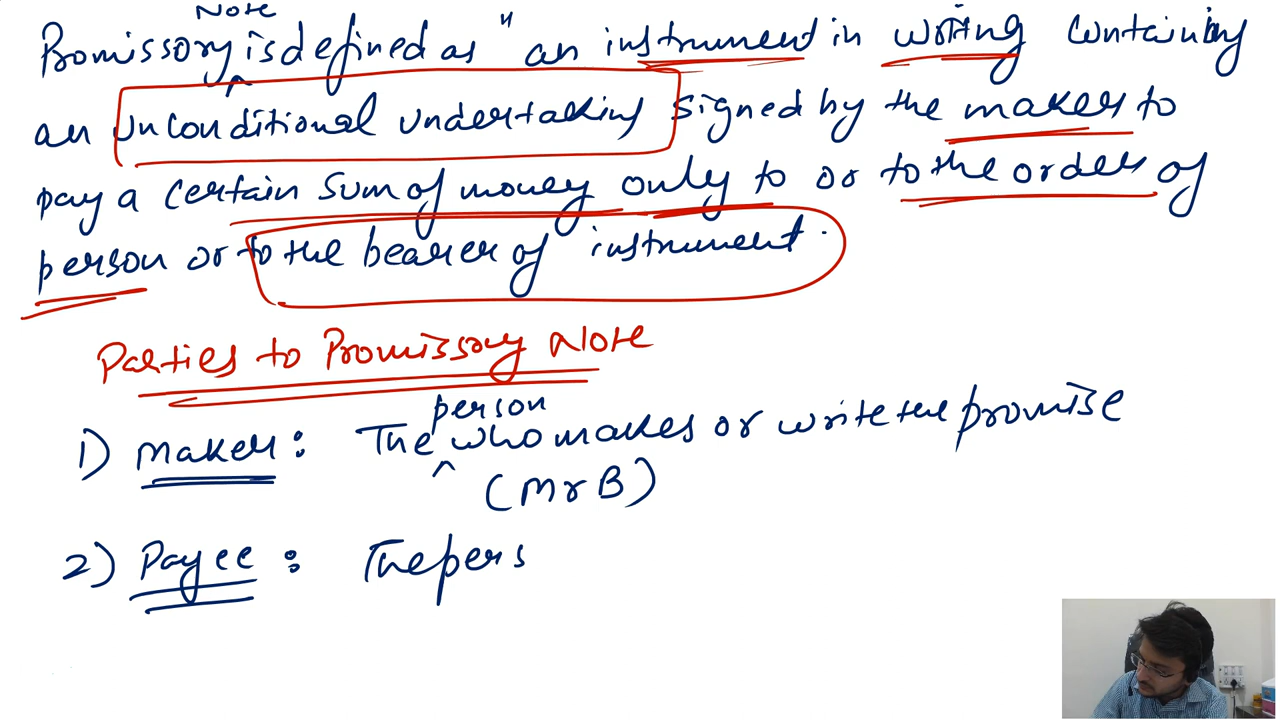 Note
Promissory ^ is defined as " an instrument in writing containing
an unconditional undertaking signed by the maker to
pay a certain sum of money only to or to the order of
person or to the bearer of instrument.
Parties to Promissory Note
person
1) Maker : The ^ who makes or write the promise
(Mr B)
2) Payee : The pers